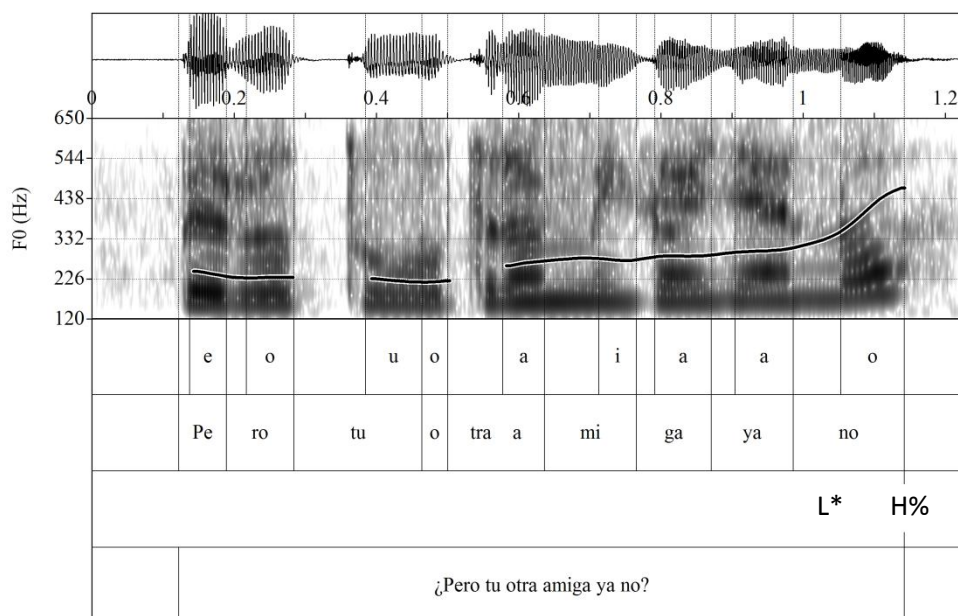 0 0.2 0.4 0.6 0.8 1 1.2
650
544
438
332
226
120
F0 (Hz)
e o u o a i a a o
Pe ro tu o tra a mi ga ya no
L* H%
¿Pero tu otra amiga ya no?